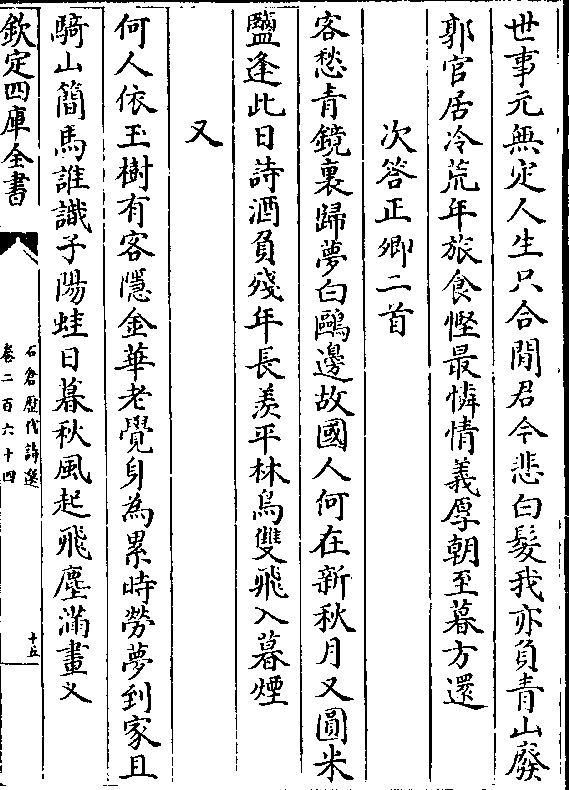 世事元無定人生只合閒君今悲白髮我亦負青山廢
郭官居冷荒年旅食慳最憐情義厚朝至暮方還
次答正卿二首
客愁青鏡裏歸夢白鷗邊故國人何在新秋月又圓米
鹽逢此日詩酒負殘年長羨平林鳥雙飛入暮煙
又
何人依玉樹有客隱金華老覺身為累時勞夢到家且
騎山簡馬誰識子陽蛙日暮秋風起飛塵滿畫乂
欽定四庫全書
石倉歷代詩選
卷二百六十四
十五